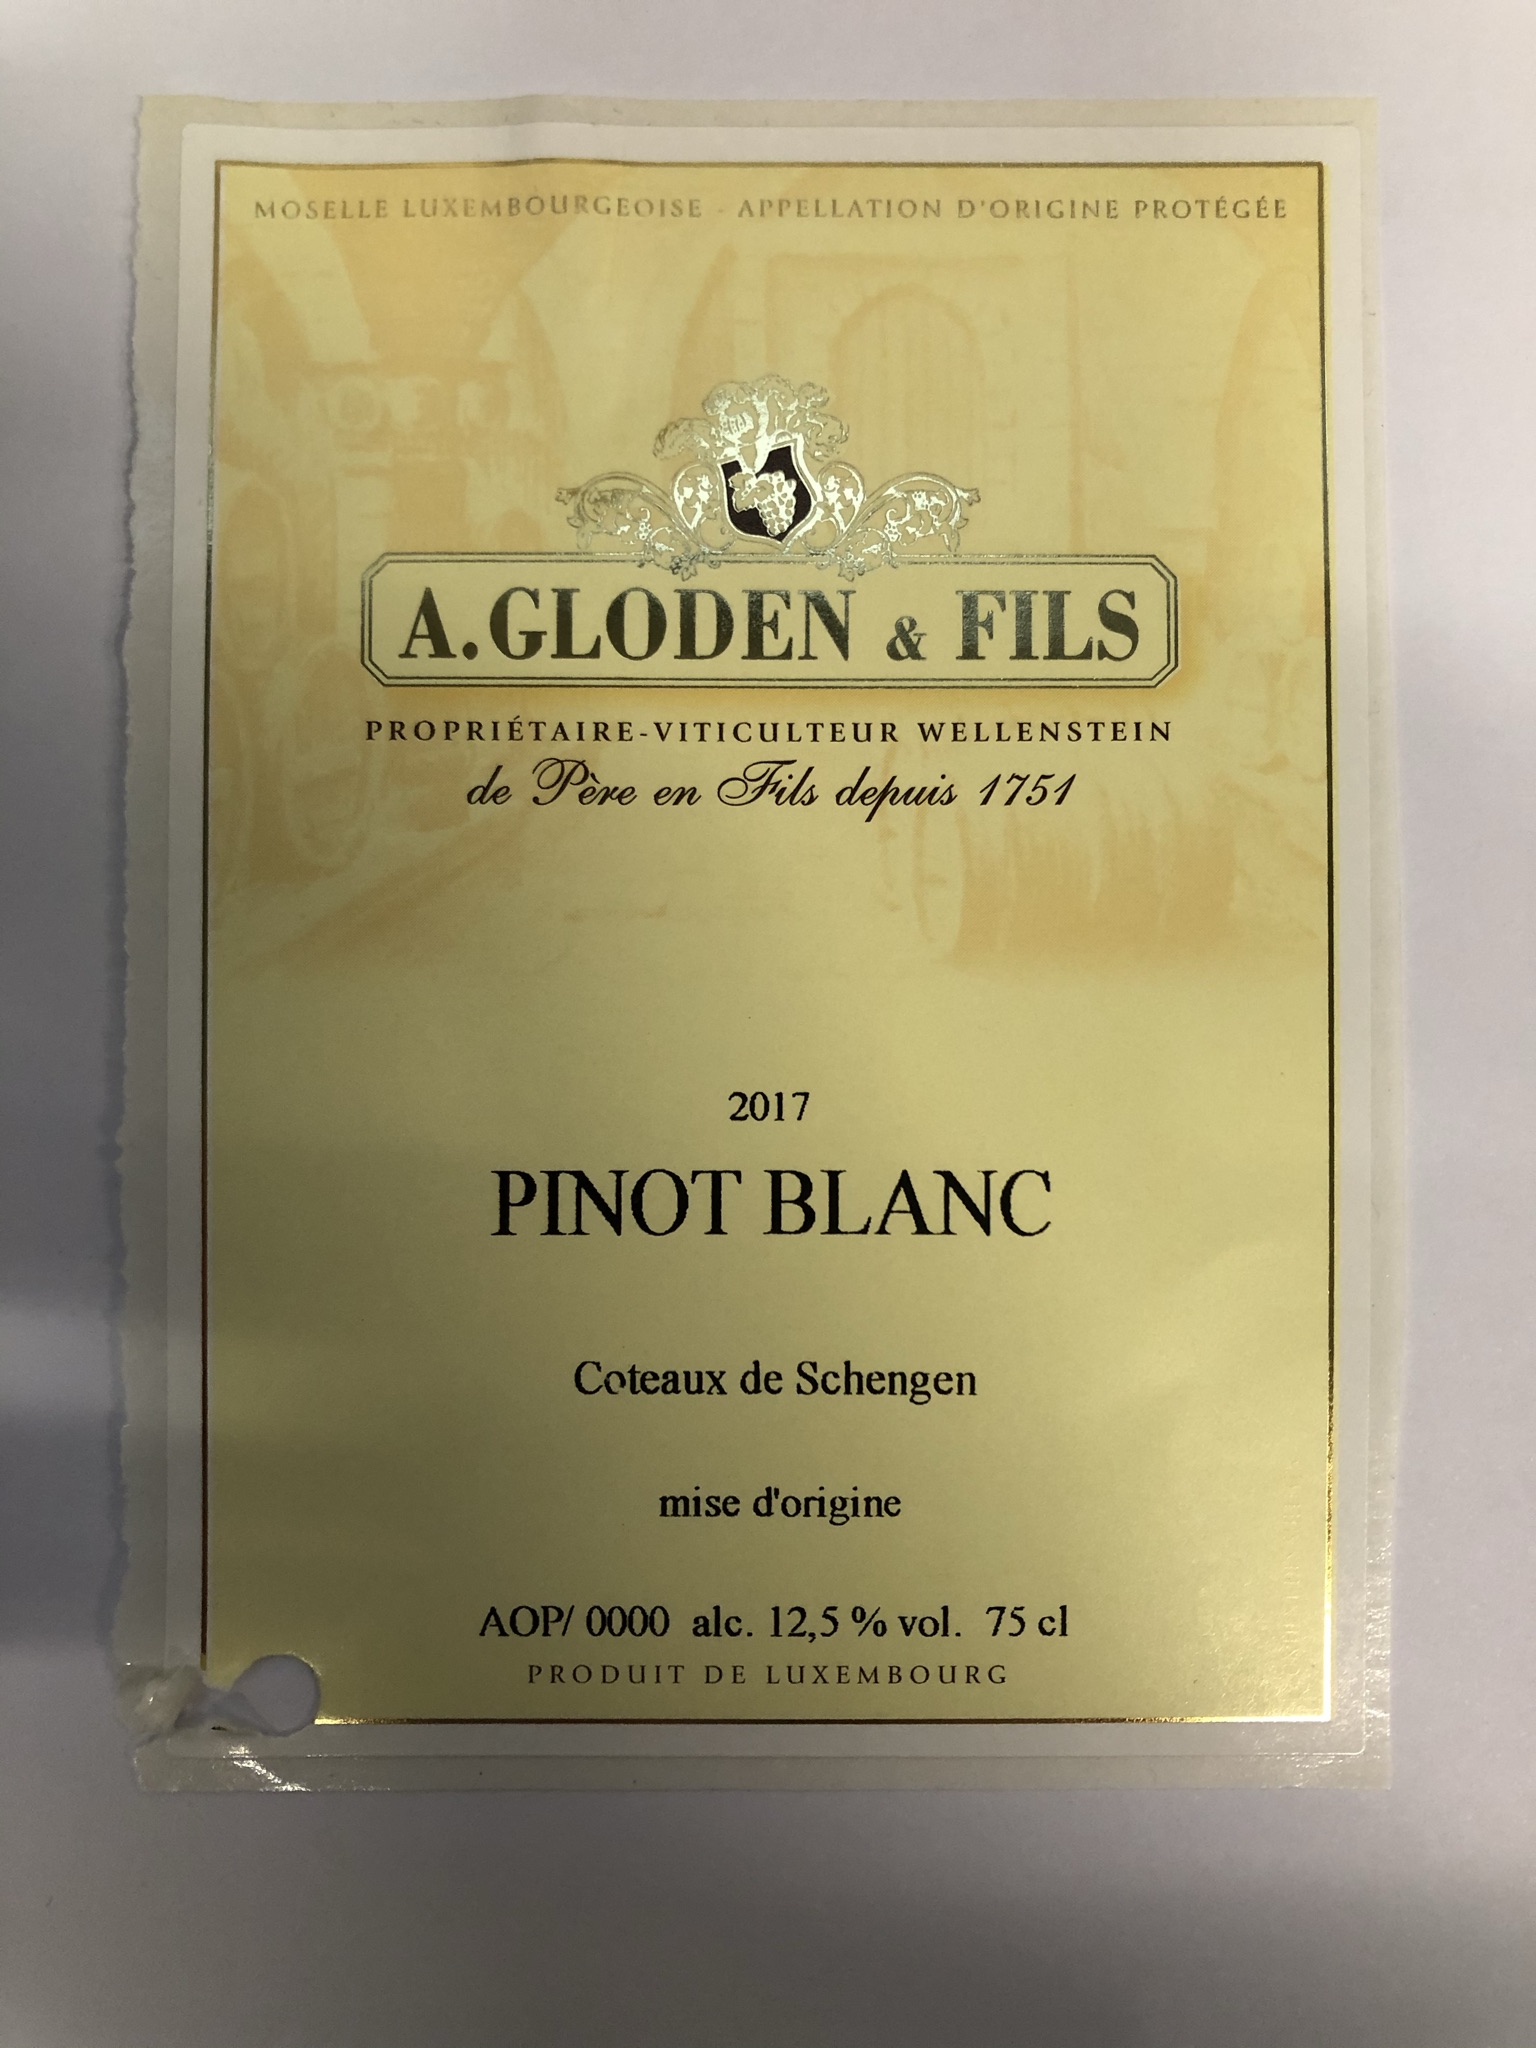 MOSELLE LUXEMBOURGEOISE - APPELLATION D'ORIGINE PROTÉGÉE
A. GLODEN & FILS
PROPRIÉTAIRE-VITICULTEUR WELLENSTEIN
de Père en Fils depuis 1751
2017
PINOT BLANC
Coteaux de Schengen
mise d'origine
AOP/ 0000 alc. 12,5 % vol. 75 cl
PRODUIT DE LUXEMBOURG